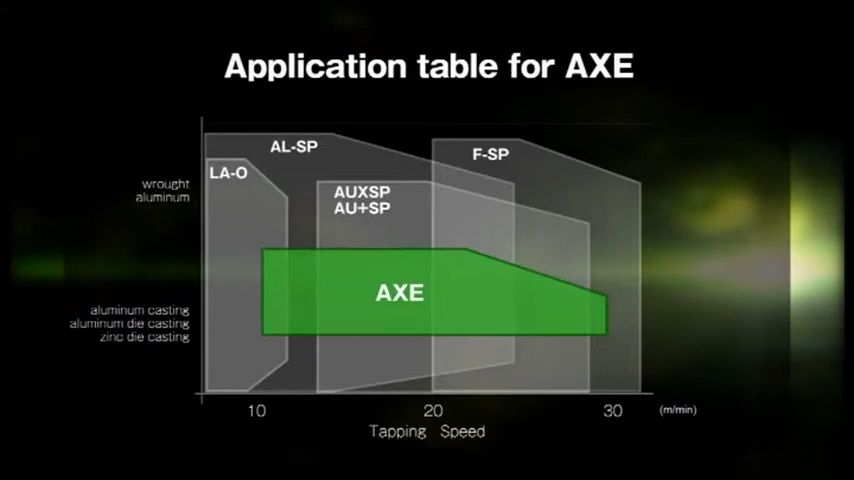 Application table for AXE
AL-SP
F-SP
LA-O
wrought
aluminum
AUXSP
AU+SP
AXE
aluminum casting
aluminum die casting
zinc die casting
10
20
30
(m/min)
Tapping Speed